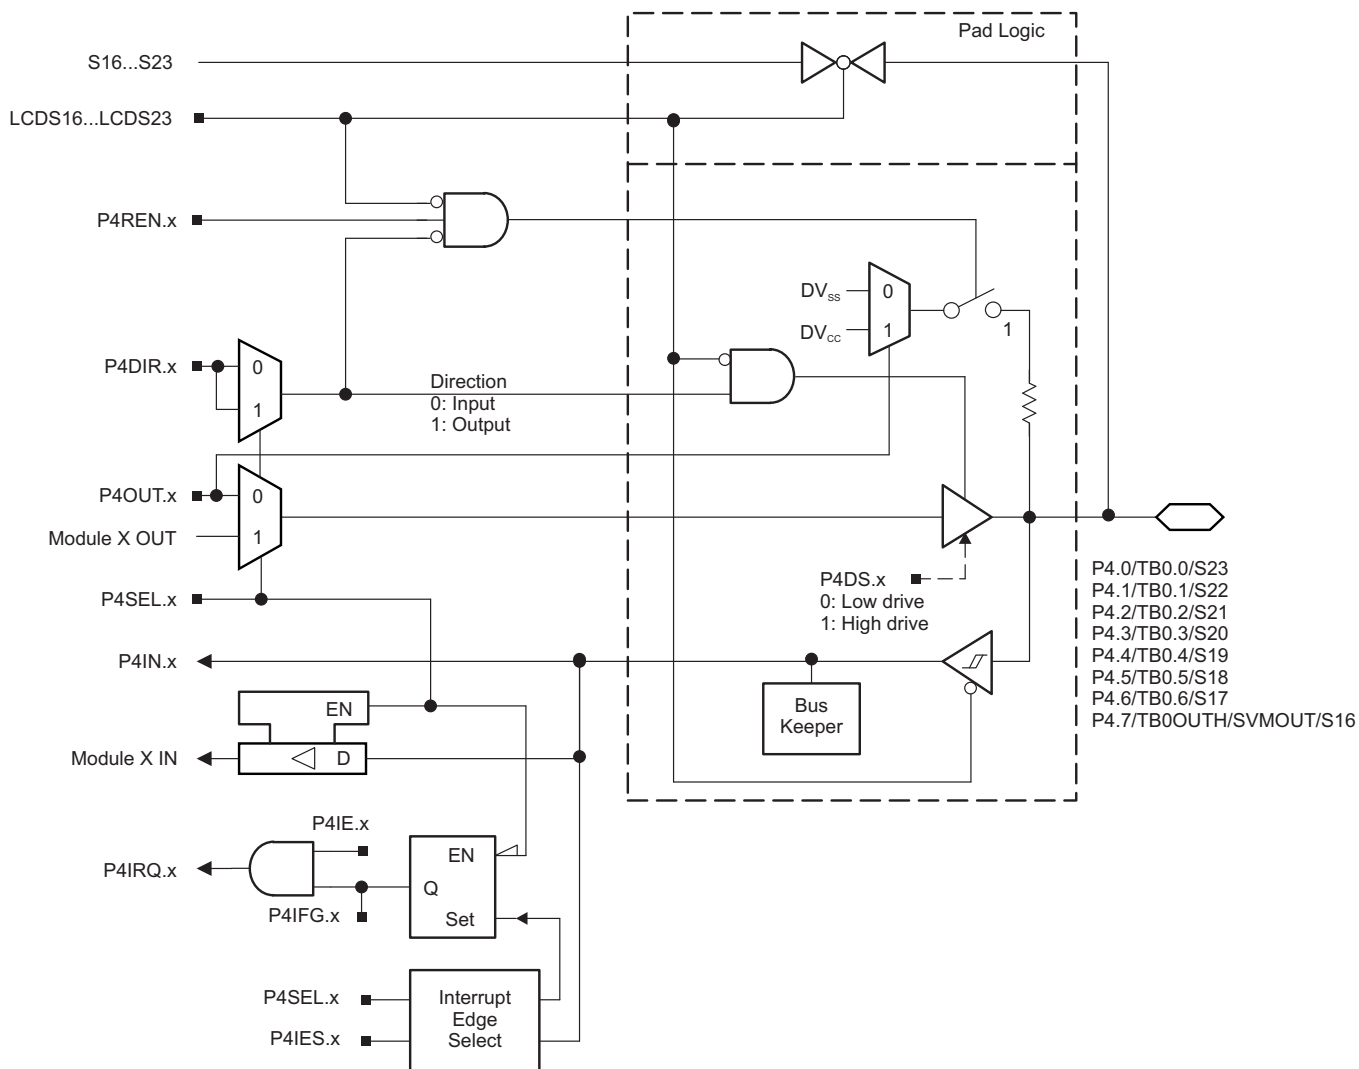 Pad Logic
S16...S23
LCDS16...LCDS23
P4REN.x
DVSS
0
DVCC
1
1
P4DIR.x
0
1
Direction
0: Input
1: Output
P4OUT.x
0
Module X OUT
1
P4DS.x
0: Low drive
1: High drive
P4SEL.x
P4.0/TB0.0/S23
P4.1/TB0.1/S22
P4.2/TB0.2/S21
P4.3/TB0.3/S20
P4.4/TB0.4/S19
P4.5/TB0.5/S18
P4.6/TB0.6/S17
P4.7/TB0OUTH/SVMOUT/S16
P4IN.x
Bus
Keeper
EN
Module X IN
D
P4IE.x
EN
P4IRQ.x
Q
P4IFG.x
Set
P4SEL.x
P4IES.x
Interrupt
Edge
Select